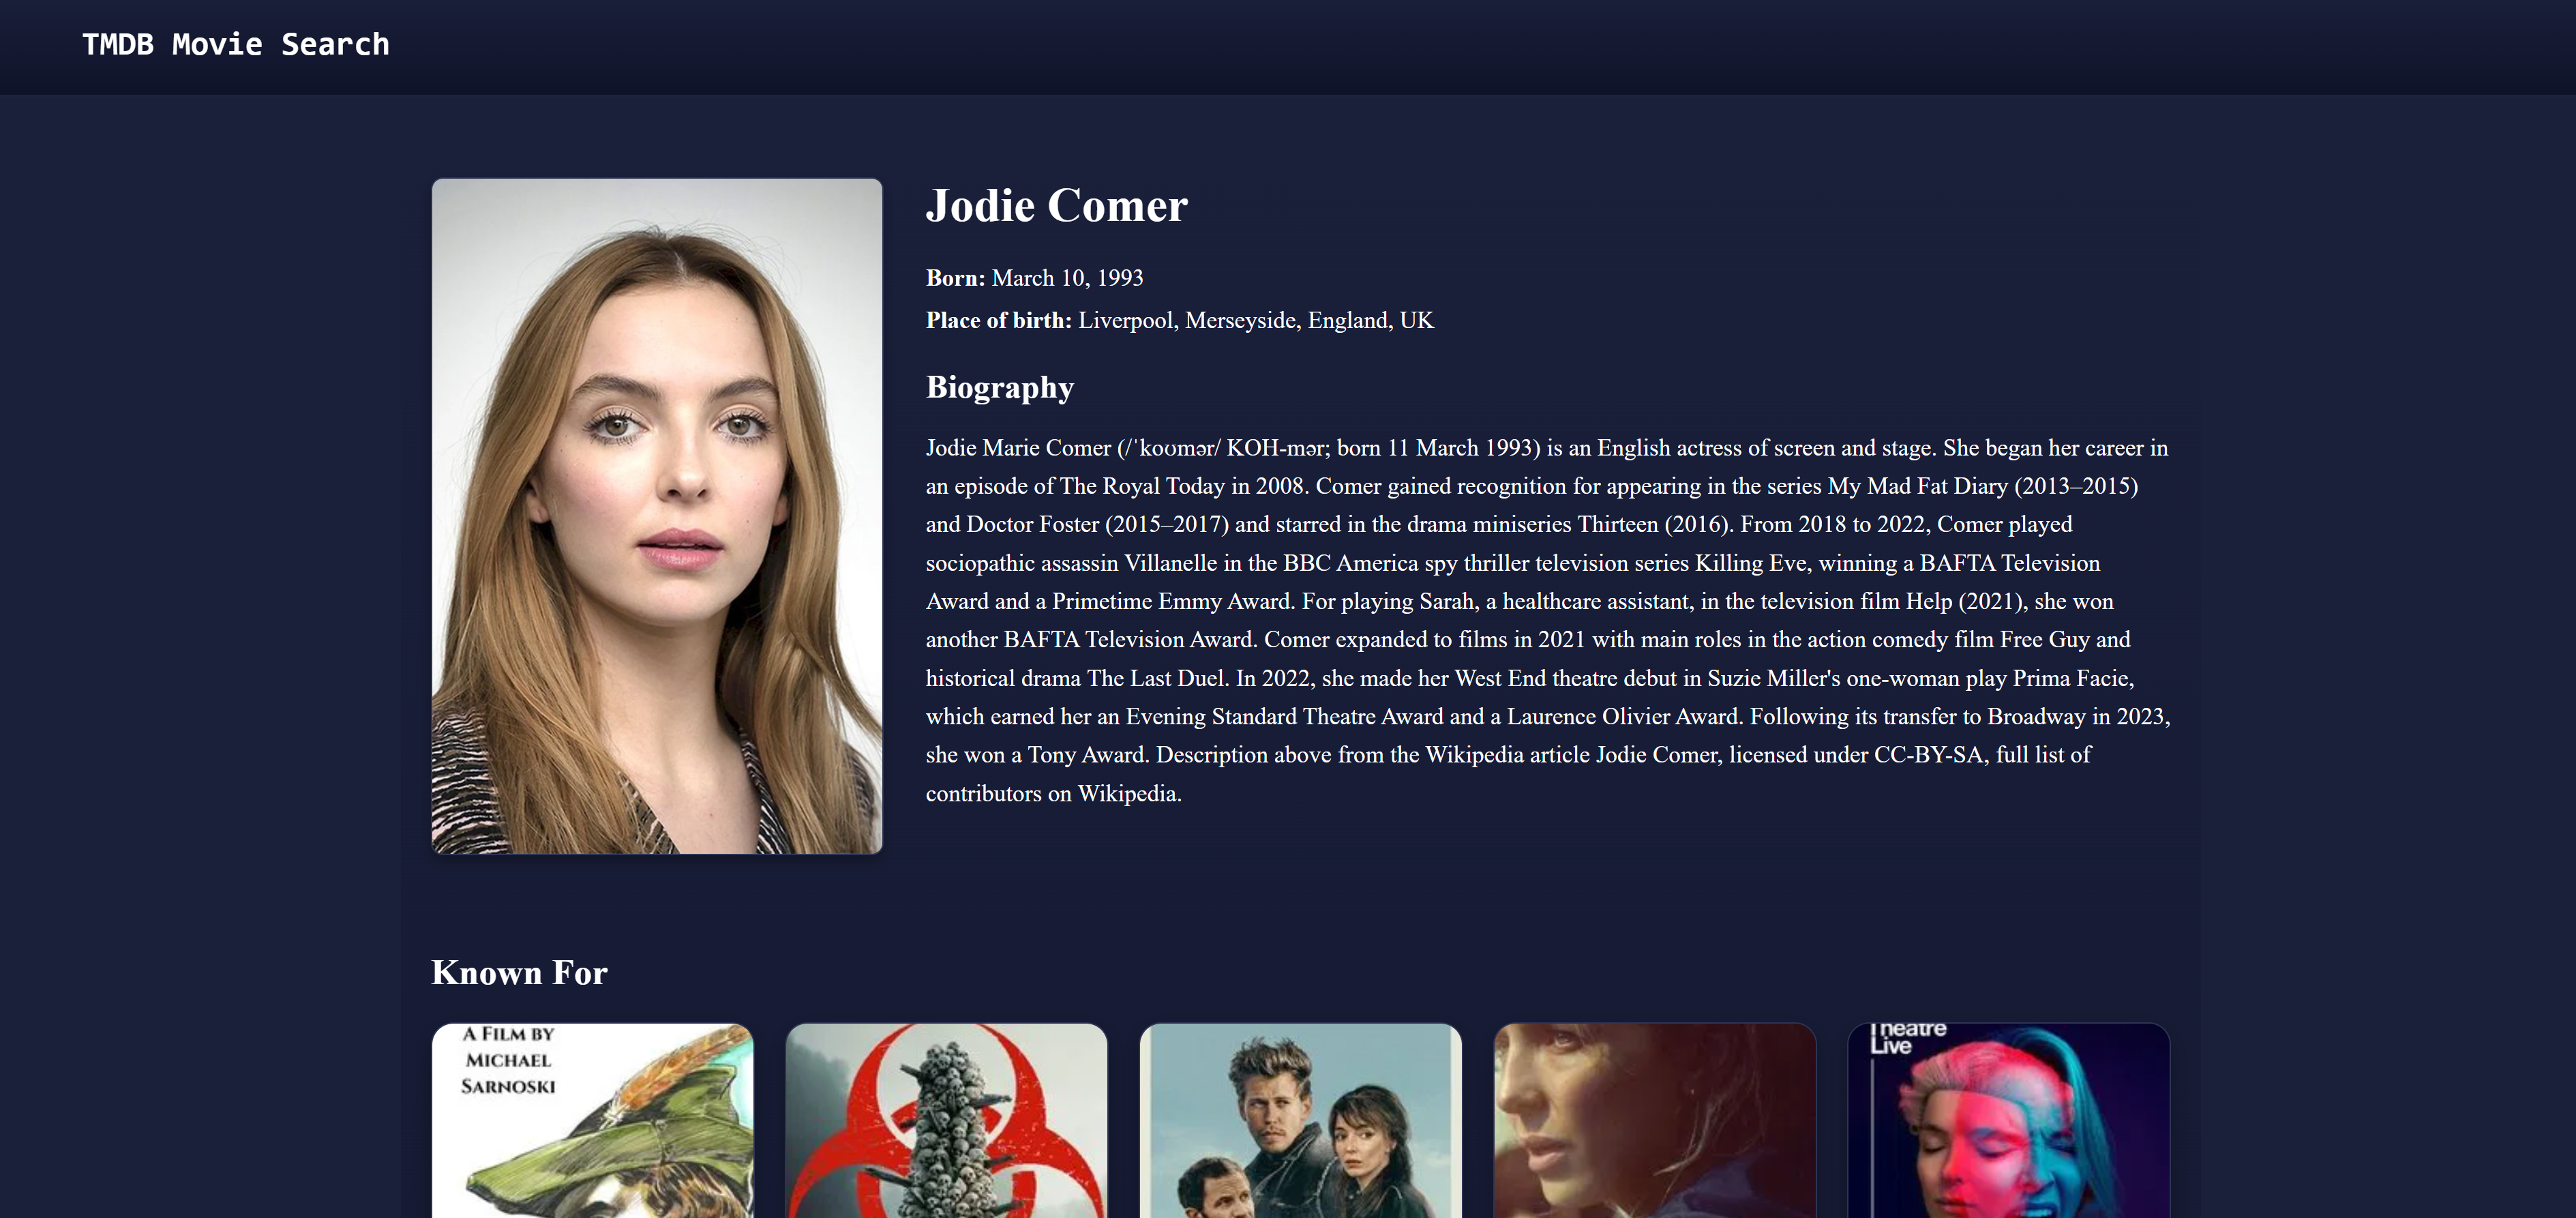 TMDB Movie Search
Jodie Comer
Born: March 10, 1993
Place of birth: Liverpool, Merseyside, England, UK
Biography
Jodie Marie Comer (/ˈkoʊmər/ KOH-mər; born 11 March 1993) is an English actress of screen and stage. She began her career in
an episode of The Royal Today in 2008. Comer gained recognition for appearing in the series My Mad Fat Diary (2013–2015)
and Doctor Foster (2015–2017) and starred in the drama miniseries Thirteen (2016). From 2018 to 2022, Comer played
sociopathic assassin Villanelle in the BBC America spy thriller television series Killing Eve, winning a BAFTA Television
Award and a Primetime Emmy Award. For playing Sarah, a healthcare assistant, in the television film Help (2021), she won
another BAFTA Television Award. Comer expanded to films in 2021 with main roles in the action comedy film Free Guy and
historical drama The Last Duel. In 2022, she made her West End theatre debut in Suzie Miller's one-woman play Prima Facie,
which earned her an Evening Standard Theatre Award and a Laurence Olivier Award. Following its transfer to Broadway in 2023,
she won a Tony Award. Description above from the Wikipedia article Jodie Comer, licensed under CC-BY-SA, full list of
contributors on Wikipedia.
Known For
A FILM BY
MICHAEL
SARNOSKI
Theatre
Live